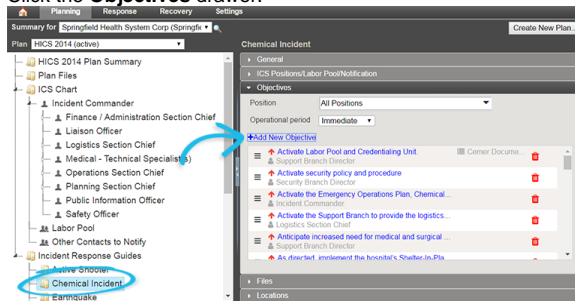 Click the Objectives drawer.
Planning Response Recovery Settings
Summary for Springfield Health System Corp (Springfi
Create New Plan..
Plan HICS 2014 (active)
Chemical Incident
HICS 2014 Plan Summary
Plan Files
ICS Chart
Incident Commander
Finance / Administration Section Chief
Liaison Officer
Logistics Section Chief
Medical - Technical Specialist(s)
Operations Section Chief
Planning Section Chief
Public Information Officer
Safety Officer
Labor Pool
Other Contacts to Notify
Incident Response Guides
Active Shooter
Chemical Incident
Earthquake
General
ICS Positions/Labor Pool/Notification
Objectives
Position All Positions
Operational period Immediate
+Add New Objective
Activate Labor Pool and Credentialing Unit. Corner Docume...
Support Branch Director
Activate security policy and procedure
Security Branch Director
Activate the Emergency Operations Plan, Chemical...
Incident Commander
Activate the Support Branch to provide the logistics...
Logistics Section Chief
Anticipate increased need for medical and surgical ...
Support Branch Director
As directed, implement the hospital's Shelter-In-Pla...
Files
Locations